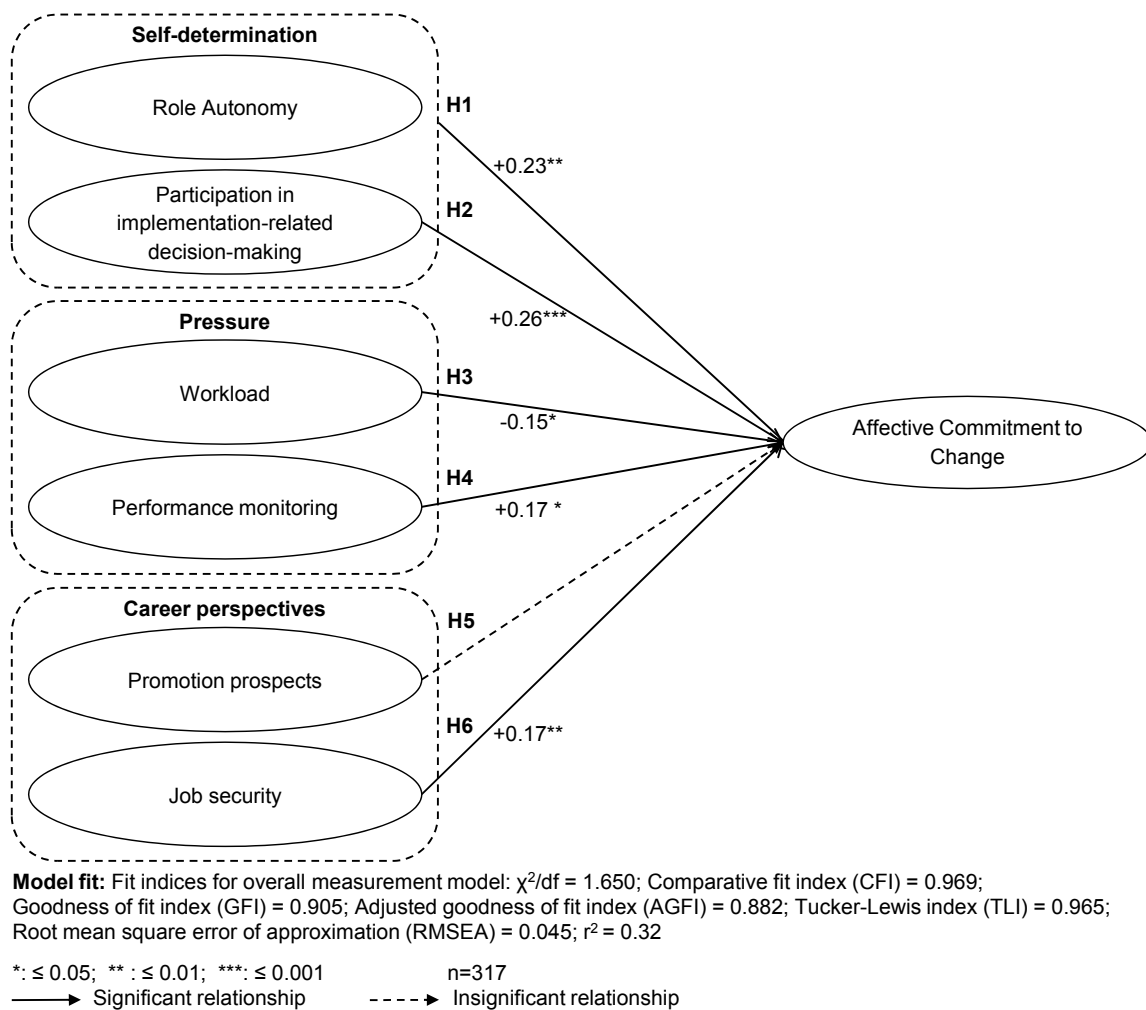 Self-determination
Role Autonomy
H1
+0.23**
Participation in
implementation-related
decision-making
H2
+0.26***
Pressure
Workload
H3
-0.15*
Performance monitoring
H4
+0.17 *
Affective Commitment to
Change
Career perspectives
Promotion prospects
H5
Job security
H6
+0.17**
Model fit: Fit indices for overall measurement model: χ²/df = 1.650; Comparative fit index (CFI) = 0.969;
Goodness of fit index (GFI) = 0.905; Adjusted goodness of fit index (AGFI) = 0.882; Tucker-Lewis index (TLI) = 0.965;
Root mean square error of approximation (RMSEA) = 0.045; r² = 0.32
*: ≤ 0.05; ** : ≤ 0.01; ***: ≤ 0.001 n=317
Significant relationship Insignificant relationship